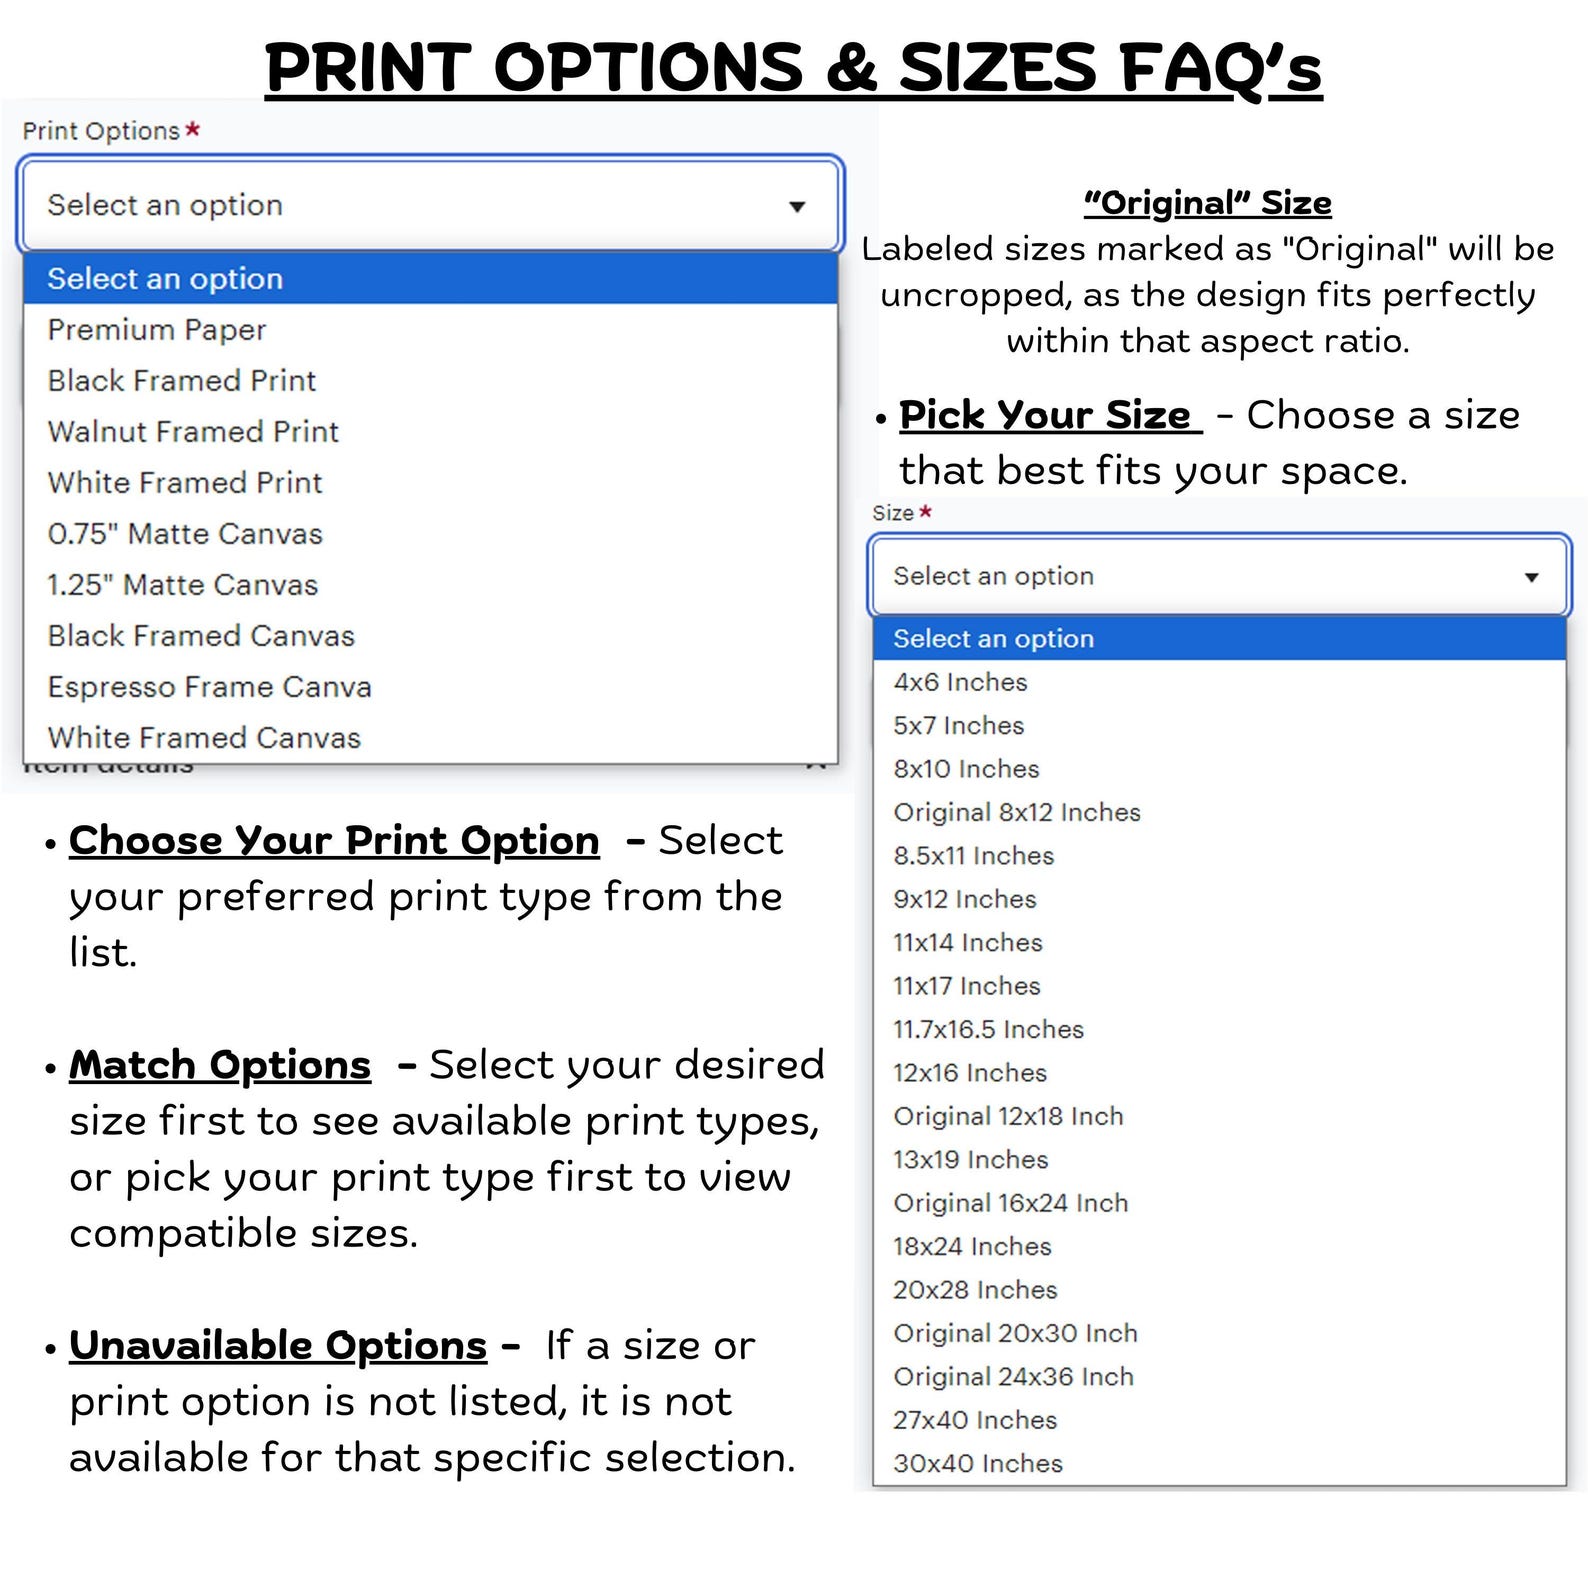 PRINT OPTIONS & SIZES FAQ's
Print Options*
Select an option
Select an option
Premium Paper
Black Framed Print
Walnut Framed Print
White Framed Print
0.75" Matte Canvas
1.25" Matte Canvas
Black Framed Canvas
Espresso Frame Canva
White Framed Canvas
Item details
• Choose Your Print Option - Select
your preferred print type from the
list.
• Match Options - Select your desired
size first to see available print types,
or pick your print type first to view
compatible sizes.
• Unavailable Options - If a size or
print option is not listed, it is not
available for that specific selection.
"Original" Size
Labeled sizes marked as "Original" will be
uncropped, as the design fits perfectly
within that aspect ratio.
• Pick Your Size - Choose a size
that best fits your space.
Size*
Select an option
Select an option
4x6 Inches
5x7 Inches
8x10 Inches
Original 8x12 Inches
8.5x11 Inches
9x12 Inches
11x14 Inches
11x17 Inches
11.7x16.5 Inches
12x16 Inches
Original 12x18 Inch
13x19 Inches
Original 16x24 Inch
18x24 Inches
20x28 Inches
Original 20x30 Inch
Original 24x36 Inch
27x40 Inches
30x40 Inches